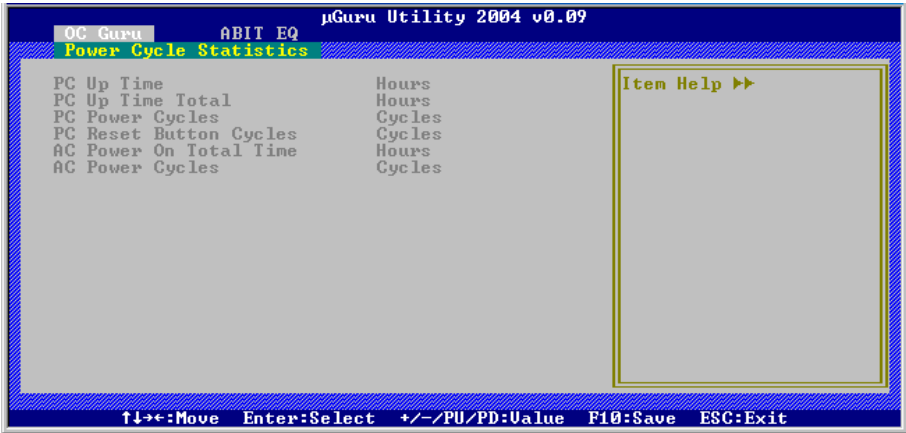 µGuru Utility 2004 v0.09
OC Guru ABIT EQ
Power Cycle Statistics
PC Up Time Hours
PC Up Time Total Hours
PC Power Cycles Cycles
PC Reset Button Cycles Cycles
AC Power On Total Time Hours
AC Power Cycles Cycles
Item Help ▶▶
↑↓→←:Move Enter:Select +/-/PU/PD:Value F10:Save ESC:Exit